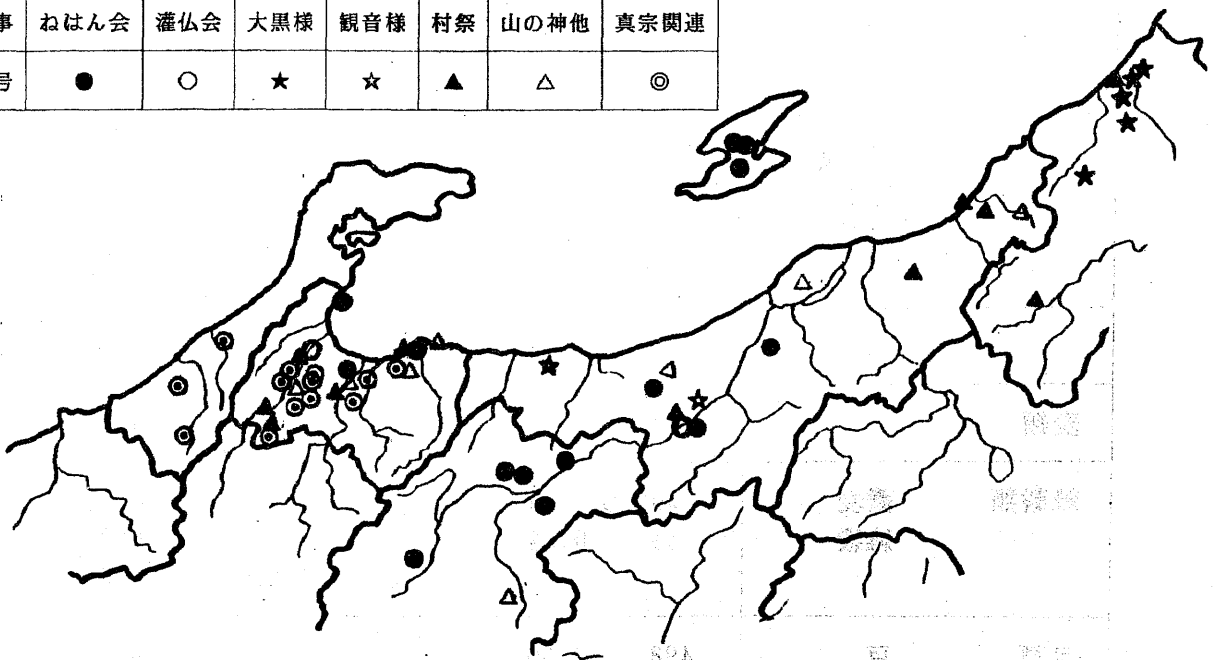 事 ねはん会 灌仏会 大黒様 観音様 村祭 山の神他 真宗関連
号 ● ○ ★ ☆ ▲ △ ◎